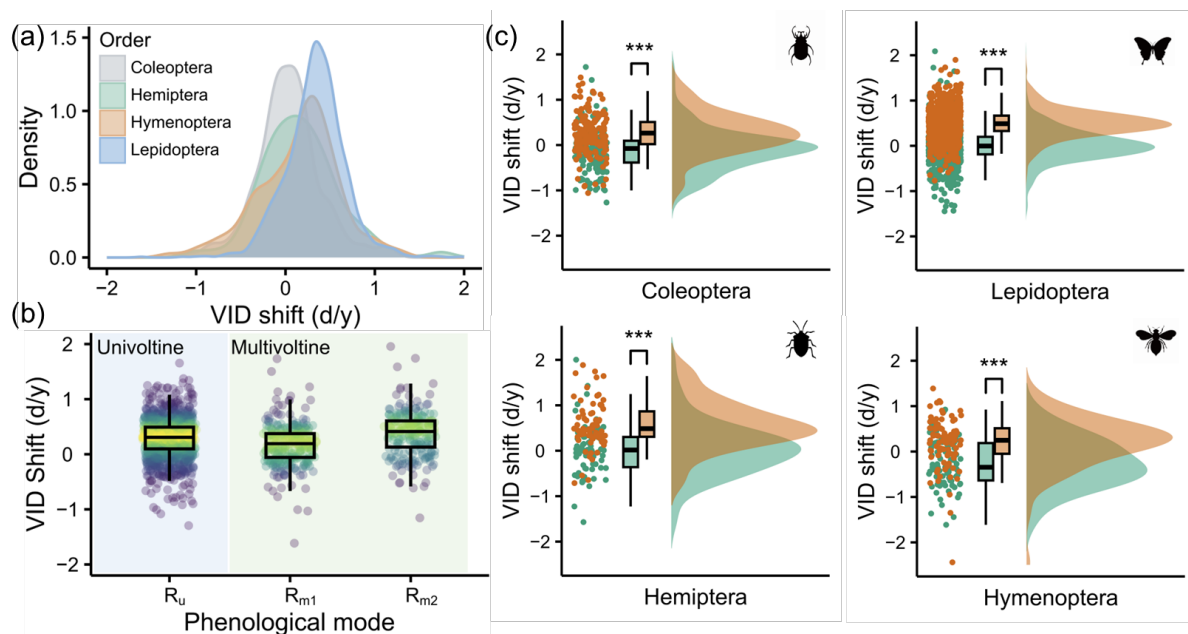 (a)
1.5
1.0
0.5
0.0
Density
Order
Coleoptera
Hemiptera
Hymenoptera
Lepidoptera
−2 −1 0 1 2
VID shift (d/y)
(b)
2
1
0
−1
−2
VID Shift (d/y)
Univoltine Multivoltine
Ru Rm1 Rm2
Phenological mode
(c)
2
1
0
−1
−2
VID shift (d/y)
***
Coleoptera
2
1
0
−1
−2
VID shift (d/y)
***
Lepidoptera
2
1
0
−1
−2
VID shift (d/y)
***
Hemiptera
2
1
0
−1
−2
VID shift (d/y)
***
Hymenoptera